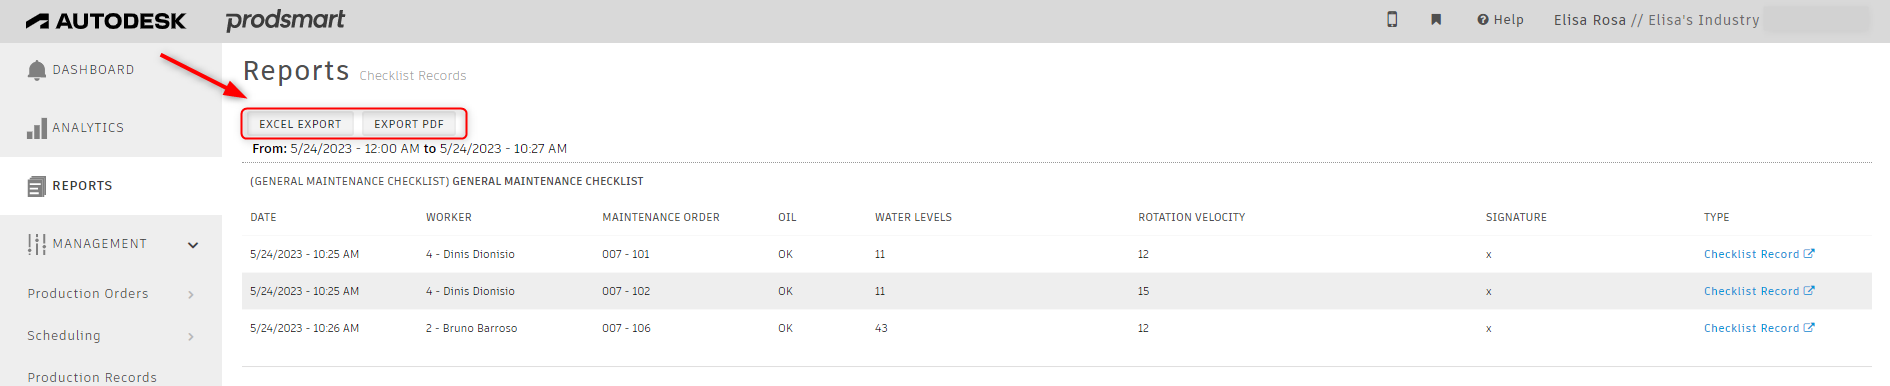 AUTODESK prodsmart Help Elisa Rosa // Elisa's Industry
DASHBOARD
ANALYTICS
REPORTS
MANAGEMENT
Production Orders
Scheduling
Production Records
Reports Checklist Records
EXCEL EXPORT EXPORT PDF
From: 5/24/2023 - 12:00 AM to 5/24/2023 - 10:27 AM
(GENERAL MAINTENANCE CHECKLIST) GENERAL MAINTENANCE CHECKLIST
DATE WORKER MAINTENANCE ORDER OIL WATER LEVELS ROTATION VELOCITY SIGNATURE TYPE
5/24/2023 - 10:25 AM 4 - Dinis Dionisio 007 - 101 OK 11 12 x Checklist Record
5/24/2023 - 10:25 AM 4 - Dinis Dionisio 007 - 102 OK 11 15 x Checklist Record
5/24/2023 - 10:26 AM 2 - Bruno Barroso 007 - 106 OK 43 12 x Checklist Record